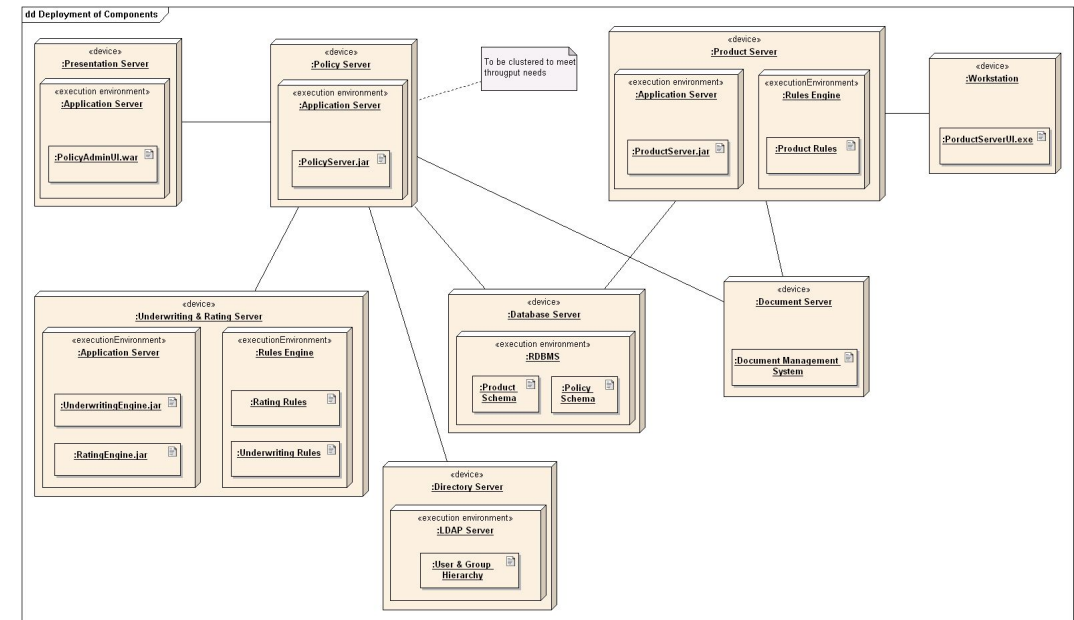 dd Deployment of Components
«device»
:Presentation Server
«execution environment»
:Application Server
:PolicyAdminUI.war
«device»
:Policy Server
«execution environment»
:Application Server
:PolicyServer.jar
To be clustered to meet
througput needs
«device»
:Product Server
«execution environment»
:Application Server
:ProductServer.jar
«executionEnvironment»
:Rules Engine
:Product Rules
«device»
:Workstation
:PorductServerUI.exe
«device»
:Underwriting & Rating Server
«executionEnvironment»
:Application Server
:UnderwritingEngine.jar
:RatingEngine.jar
«executionEnvironment»
:Rules Engine
:Rating Rules
:Underwriting Rules
«device»
:Database Server
«execution environment»
:RDBMS
:Product
Schema
:Policy
Schema
«device»
:Document Server
:Document Management
System
«device»
:Directory Server
«execution environment»
:LDAP Server
:User & Group
Hierarchy